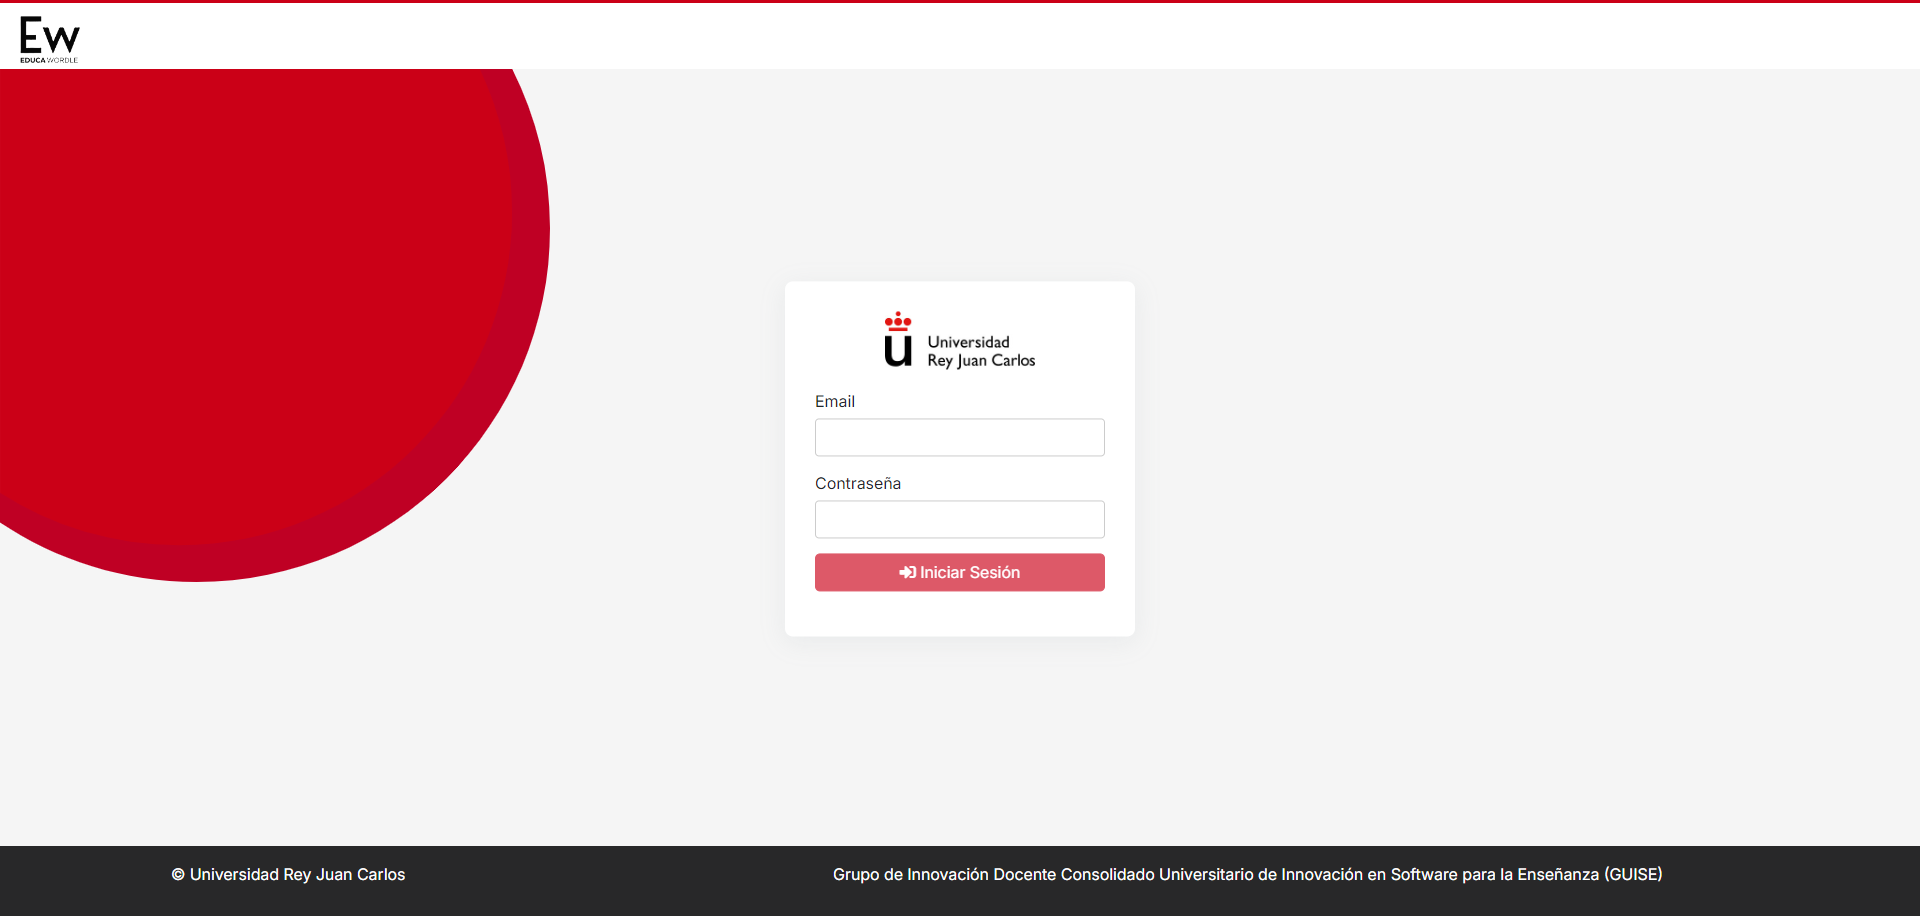 Ew
EDUCA WORDLE
Universidad
Rey Juan Carlos
Email
Contraseña
Iniciar Sesión
© Universidad Rey Juan Carlos
Grupo de Innovación Docente Consolidado Universitario de Innovación en Software para la Enseñanza (GUISE)